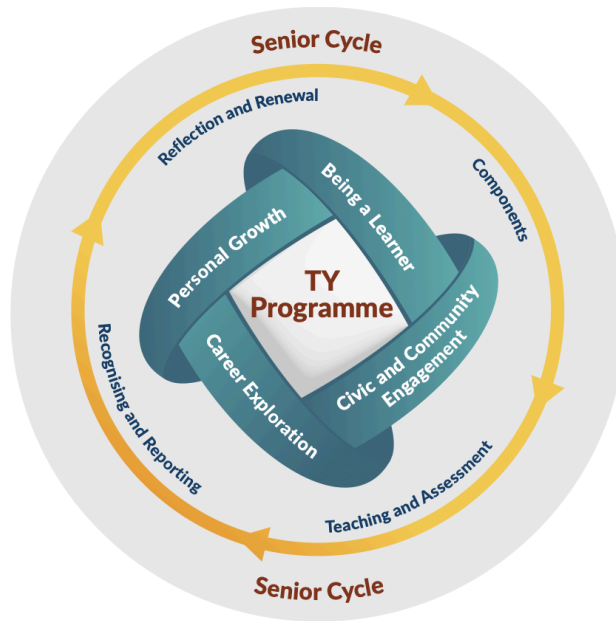 Senior Cycle
Reflection and Renewal
Components
Being a Learner
Personal Growth
TY
Programme
Civic and Community
Engagement
Career Exploration
Recognising and Reporting
Teaching and Assessment
Senior Cycle